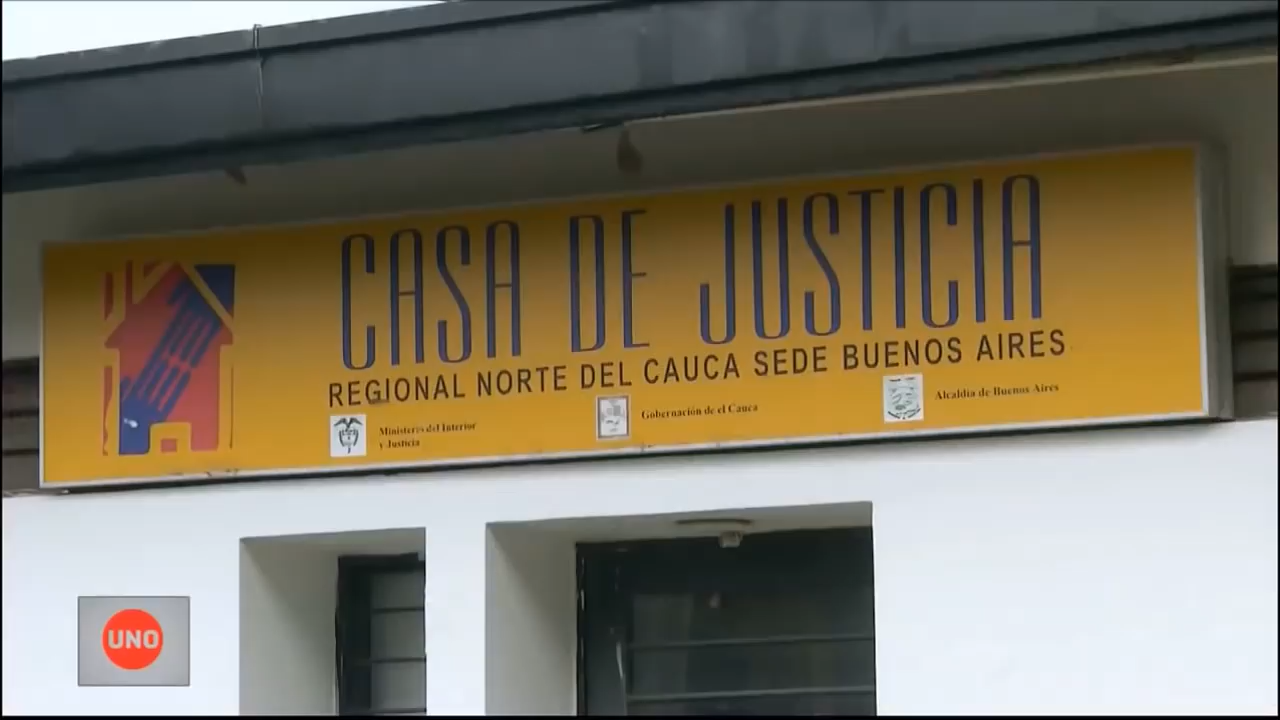 CASA DE JUSTICIA
REGIONAL NORTE DEL CAUCA SEDE BUENOS AIRES
Ministerio del Interior
y Justicia
Gobernación de el Cauca
Alcaldía de Buenos Aires
UNO